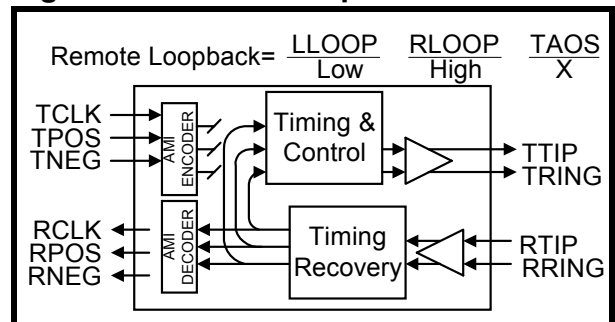 Remote Loopback= LLOOP RLOOP TAOS
Low High X
TCLK
TPOS
TNEG
AMI
ENCODER
Timing &
Control
TTIP
TRING
RCLK
RPOS
RNEG
AMI
DECODER
Timing
Recovery
RTIP
RRING